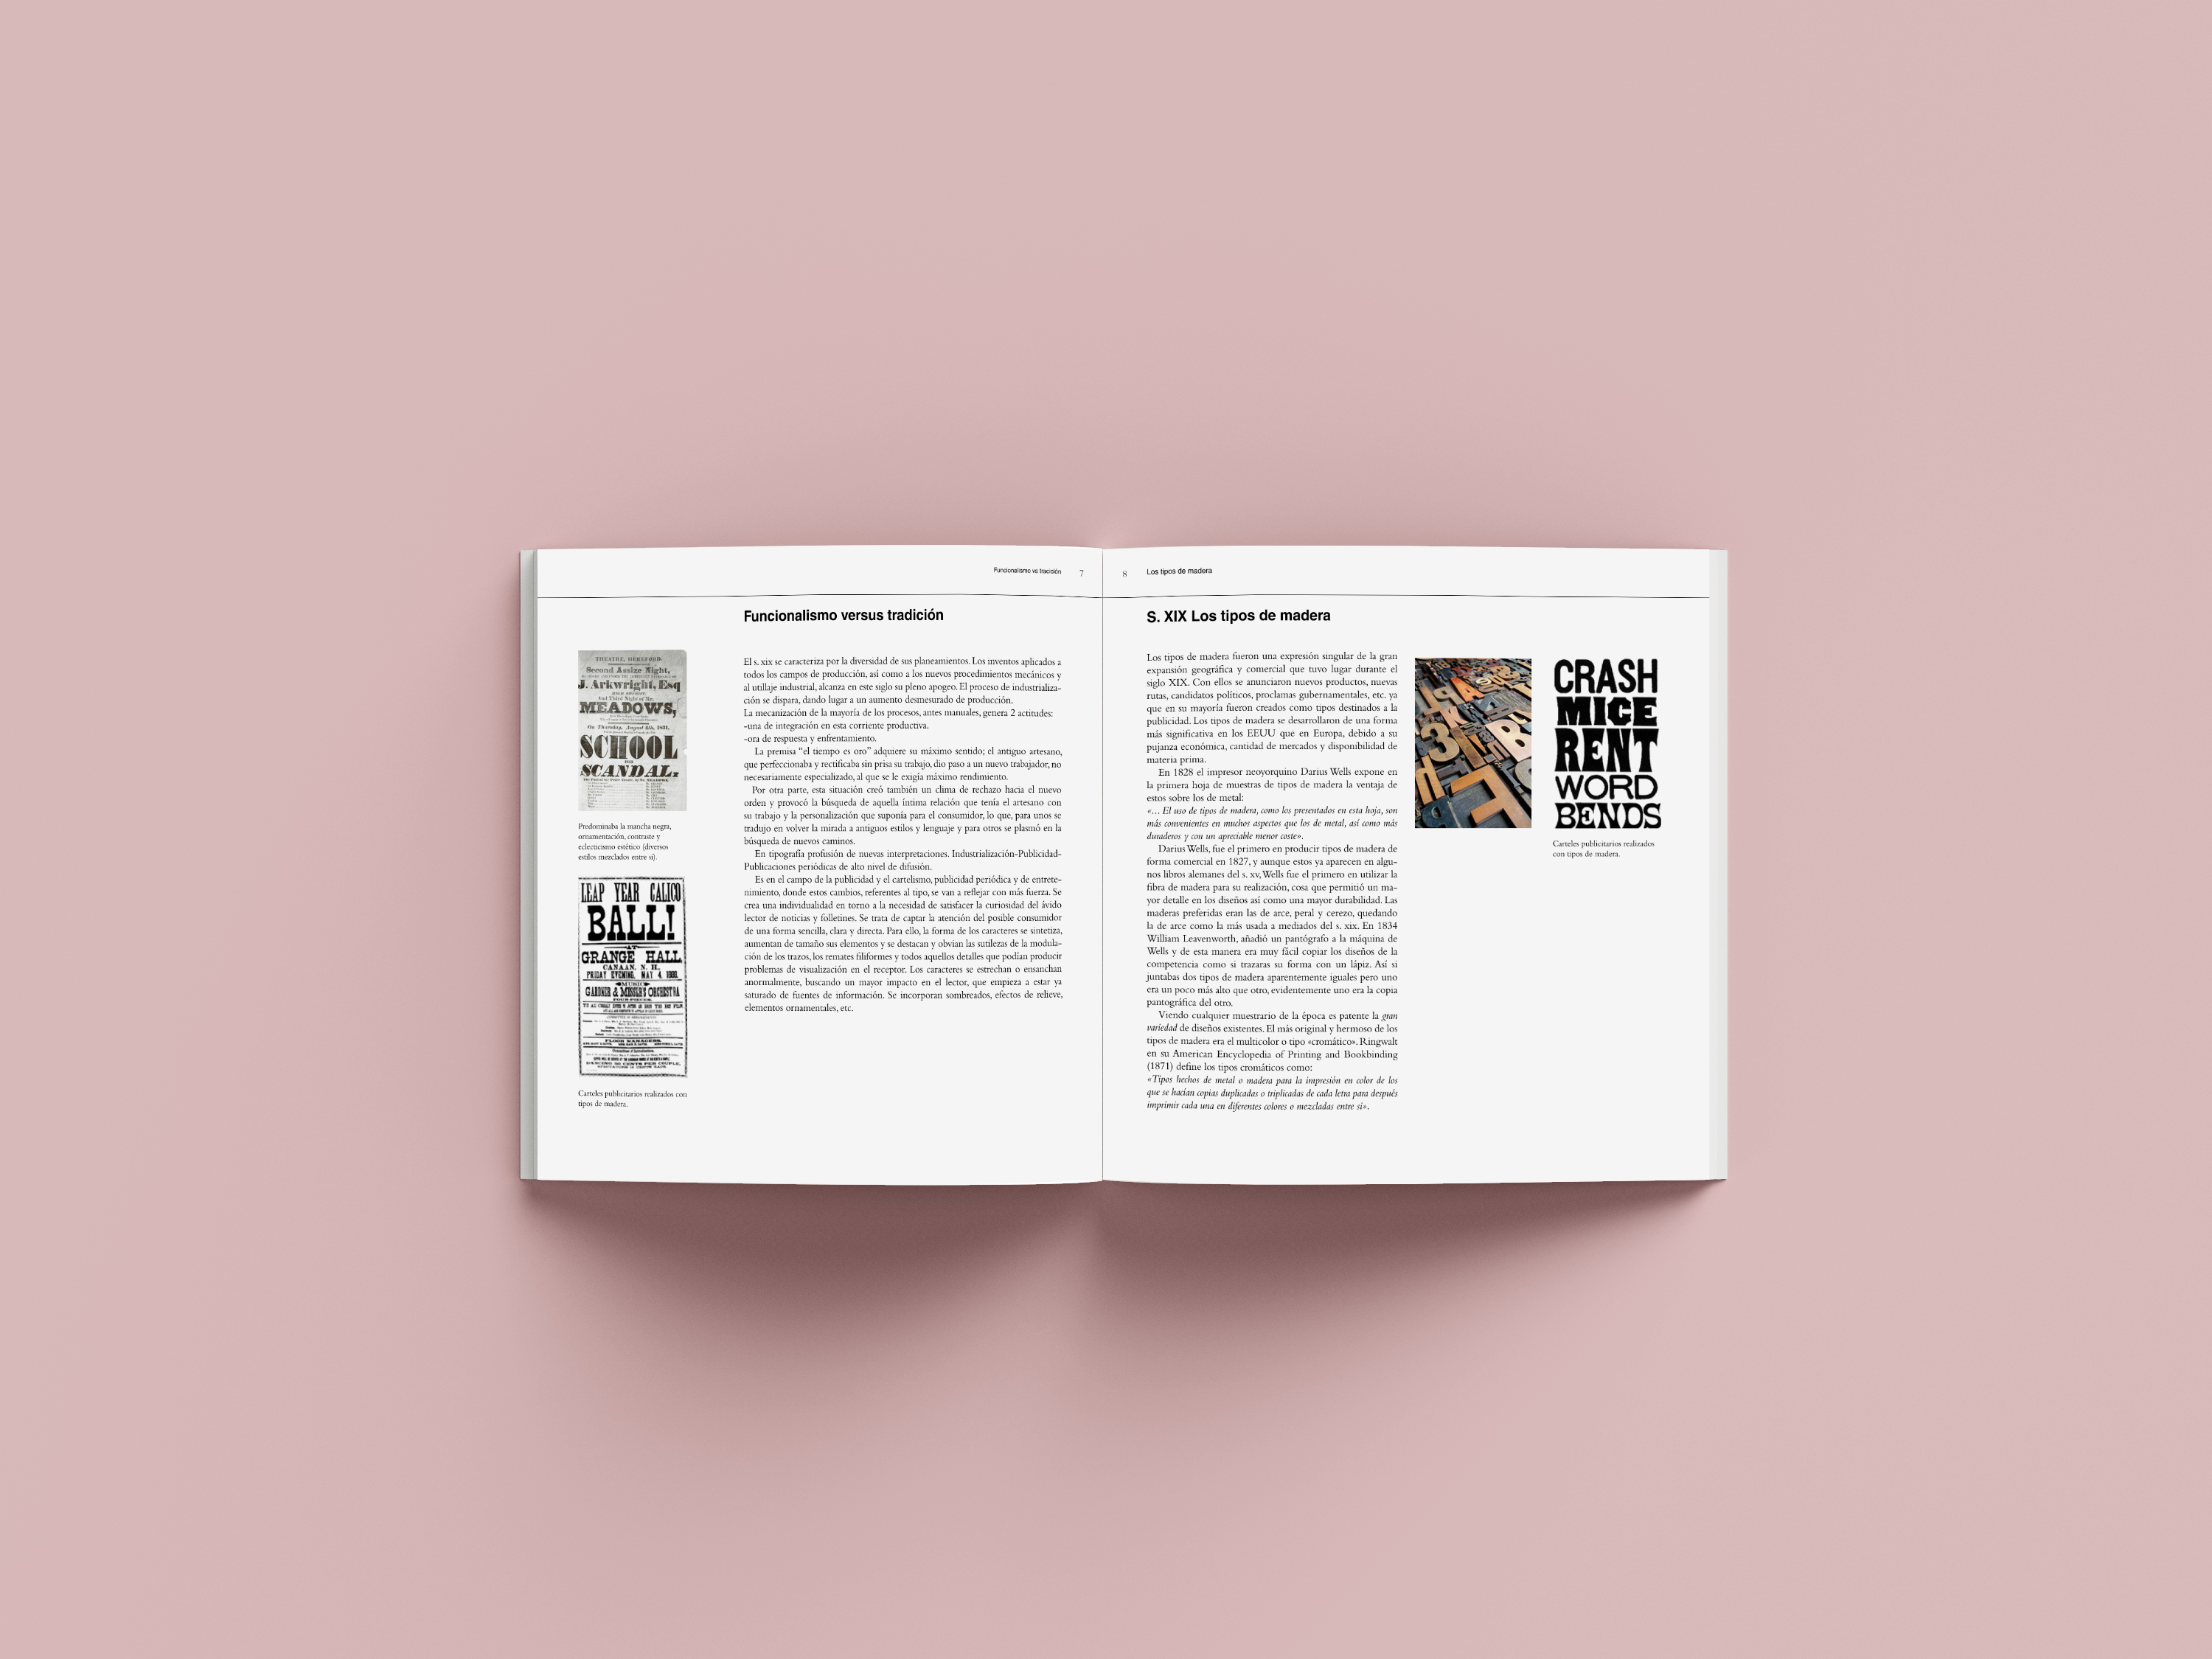 Funcionalismo vs tracición 7
Funcionalismo versus tradición
THEATRE, HEREFORD.
Second Assize Night,
J. Arkwright, Esq
And Third Night of Mr.
MEADOWS,
On Thursday, August 4th, 1831,
SCHOOL
FOR
SCANDAL,
Predominaba la mancha negra,
ornamentación, contraste y
eclecticismo estético (diversos
estilos mezclados entre si).
LEAP YEAR CALICO
BALL!
AT
GRANGE HALL
CANAAN, N. H.,
FRIDAY EVENING, MAY 4, 1888.
MUSIC
GARDNER & MESSER'S ORCHESTRA
FOUR PIECES.
FLOOR MANAGERS.
DANCING 50 CENTS PER COUPLE.
Carteles publicitarios realizados con
tipos de madera.
El s. xix se caracteriza por la diversidad de sus planeamientos. Los inventos aplicados a
todos los campos de producción, así como a los nuevos procedimientos mecánicos y
al utillaje industrial, alcanza en este siglo su pleno apogeo. El proceso de industrializa-
ción se dispara, dando lugar a un aumento desmesurado de producción.
La mecanización de la mayoría de los procesos, antes manuales, genera 2 actitudes:
-una de integración en esta corriente productiva.
-ora de respuesta y enfrentamiento.
La premisa “el tiempo es oro” adquiere su máximo sentido; el antiguo artesano,
que perfeccionaba y rectificaba sin prisa su trabajo, dio paso a un nuevo trabajador, no
necesariamente especializado, al que se le exigía máximo rendimiento.
Por otra parte, esta situación creó también un clima de rechazo hacia el nuevo
orden y provocó la búsqueda de aquella íntima relación que tenía el artesano con
su trabajo y la personalización que suponía para el consumidor, lo que, para unos se
tradujo en volver la mirada a antiguos estilos y lenguaje y para otros se plasmó en la
búsqueda de nuevos caminos.
En tipografía profusión de nuevas interpretaciones. Industrialización-Publicidad-
Publicaciones periódicas de alto nivel de difusión.
Es en el campo de la publicidad y el cartelismo, publicidad periódica y de entrete-
nimiento, donde estos cambios, referentes al tipo, se van a reflejar con más fuerza. Se
crea una individualidad en torno a la necesidad de satisfacer la curiosidad del ávido
lector de noticias y folletines. Se trata de captar la atención del posible consumidor
de una forma sencilla, clara y directa. Para ello, la forma de los caracteres se sintetiza,
aumentan de tamaño sus elementos y se destacan y obvian las sutilezas de la modula-
ción de los trazos, los remates filiformes y todos aquellos detalles que podían producir
problemas de visualización en el receptor. Los caracteres se estrechan o ensanchan
anormalmente, buscando un mayor impacto en el lector, que empieza a estar ya
saturado de fuentes de información. Se incorporan sombreados, efectos de relieve,
elementos ornamentales, etc.
8 Los tipos de madera
S. XIX Los tipos de madera
Los tipos de madera fueron una expresión singular de la gran
expansión geográfica y comercial que tuvo lugar durante el
siglo XIX. Con ellos se anunciaron nuevos productos, nuevas
rutas, candidatos políticos, proclamas gubernamentales, etc. ya
que en su mayoría fueron creados como tipos destinados a la
publicidad. Los tipos de madera se desarrollaron de una forma
más significativa en los EEUU que en Europa, debido a su
pujanza económica, cantidad de mercados y disponibilidad de
materia prima.
En 1828 el impresor neoyorquino Darius Wells expone en
la primera hoja de muestras de tipos de madera la ventaja de
estos sobre los de metal:
«... El uso de tipos de madera, como los presentados en esta hoja, son
más convenientes en muchos aspectos que los de metal, así como más
duraderos y con un apreciable menor coste».
Darius Wells, fue el primero en producir tipos de madera de
forma comercial en 1827, y aunque estos ya aparecen en algu-
nos libros alemanes del s. xv, Wells fue el primero en utilizar la
fibra de madera para su realización, cosa que permitió un ma-
yor detalle en los diseños así como una mayor durabilidad. Las
maderas preferidas eran las de arce, peral y cerezo, quedando
la de arce como la más usada a mediados del s. xix. En 1834
William Leavenworth, añadió un pantógrafo a la máquina de
Wells y de esta manera era muy fácil copiar los diseños de la
competencia como si trazaras su forma con un lápiz. Así si
juntabas dos tipos de madera aparentemente iguales pero uno
era un poco más alto que otro, evidentemente uno era la copia
pantográfica del otro.
Viendo cualquier muestrario de la época es patente la gran
variedad de diseños existentes. El más original y hermoso de los
tipos de madera era el multicolor o tipo «cromático». Ringwalt
en su American Encyclopedia of Printing and Bookbinding
(1871) define los tipos cromáticos como:
«Tipos hechos de metal o madera para la impresión en color de los
que se hacían copias duplicadas o triplicadas de cada letra para después
imprimir cada una en diferentes colores o mezcladas entre si».
CRASH
MICE
RENT
WORD
BENDS
Carteles publicitarios realizados
con tipos de madera.